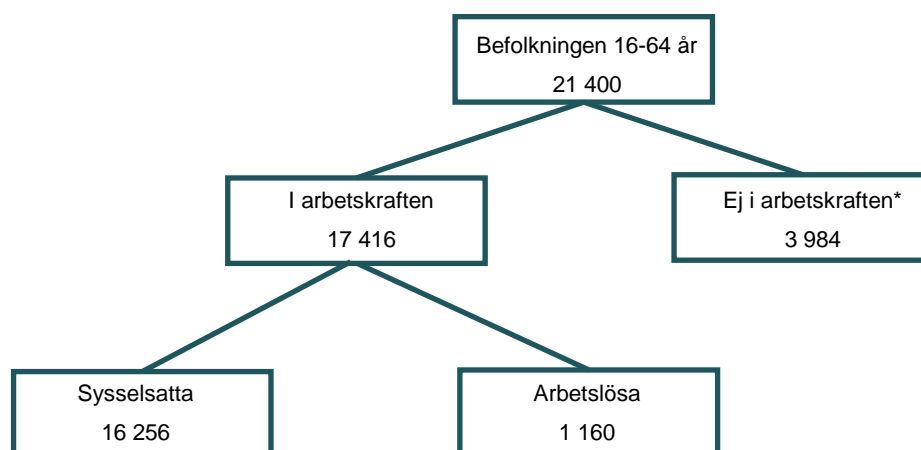 Befolkningen 16-64 år
21 400
I arbetskraften
17 416
Ej i arbetskraften*
3 984
Sysselsatta
16 256
Arbetslösa
1 160